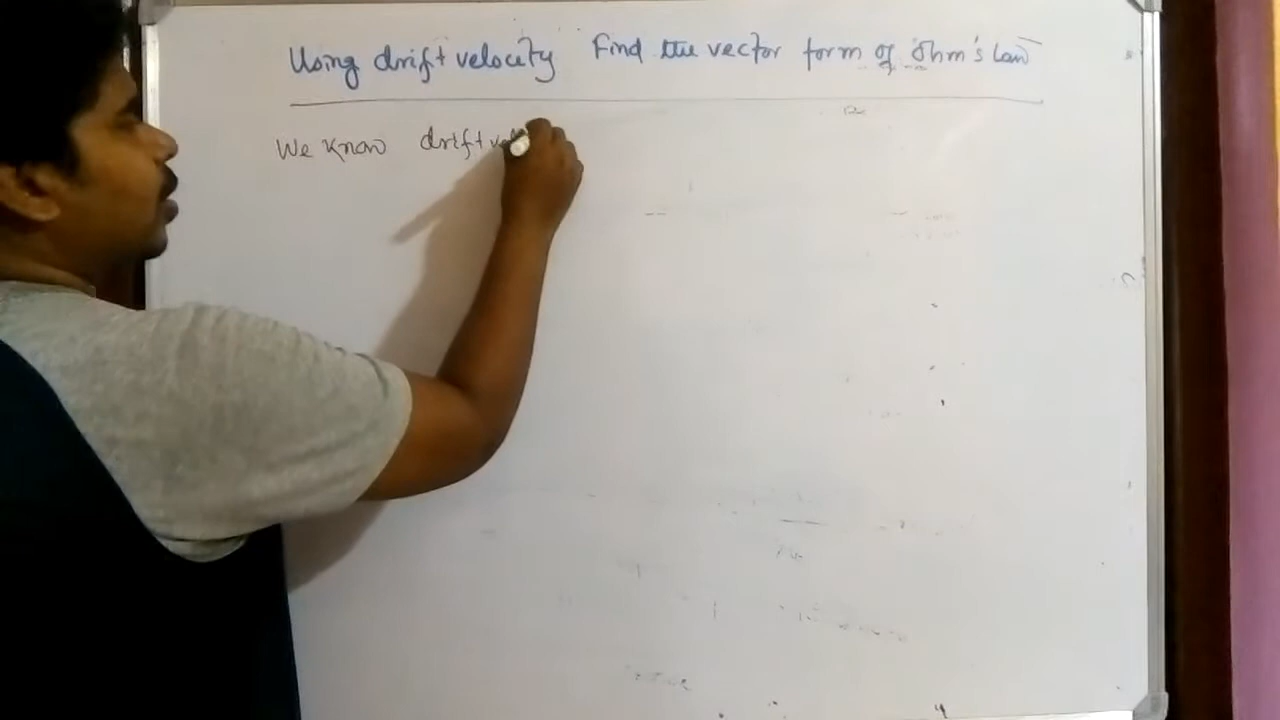 Using drift velocity Find the vector form of ohm's Law
We know drift